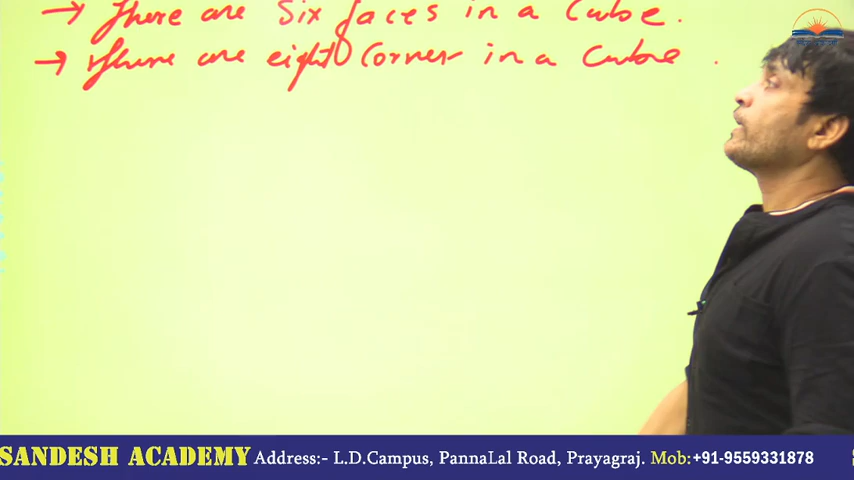 → There are Six faces in a Cube.
→ There are eight Corner in a Cube.
SANDESH ACADEMY Address:- L.D.Campus, PannaLal Road, Prayagraj. Mob:+91-9559331878